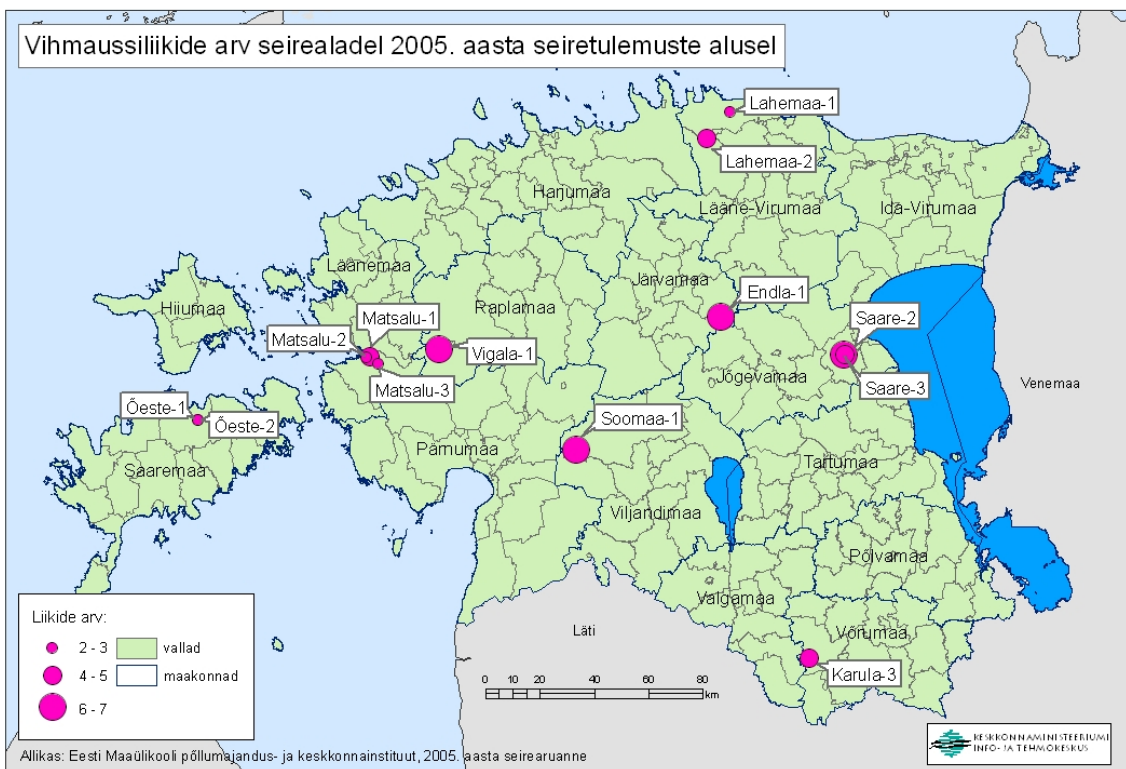 Vihmaussiliikide arv seirealadel 2005. aasta seiretulemuste alusel
Lahemaa-1
Lahemaa-2
Harjumaa
Lääne-Virumaa
Ida-Virumaa
Läänemaa
Järvamaa
Hiiumaa
Raplamaa
Endla-1
Matsalu-1
Saare-2
Matsalu-2
Vigala-1
Matsalu-3
Jõgevamaa
Saare-3
Venemaa
Õeste-1
Õeste-2
Soomaa-1
Pärnumaa
Saaremaa
Tartumaa
Viljandimaa
Põlvamaa
Valgamaa
Läti
Võrumaa
Karula-3
Liikide arv:
2 - 3
vallad
4 - 5
maakonnad
6 - 7
0 5 10 20 40 60 80
km
KESKKONNAMINISTEERIUMI
INFO- JA TEHNOKESKUS
Allikas: Eesti Maaülikooli põllumajandus- ja keskkonnainstituut, 2005. aasta seirearuanne